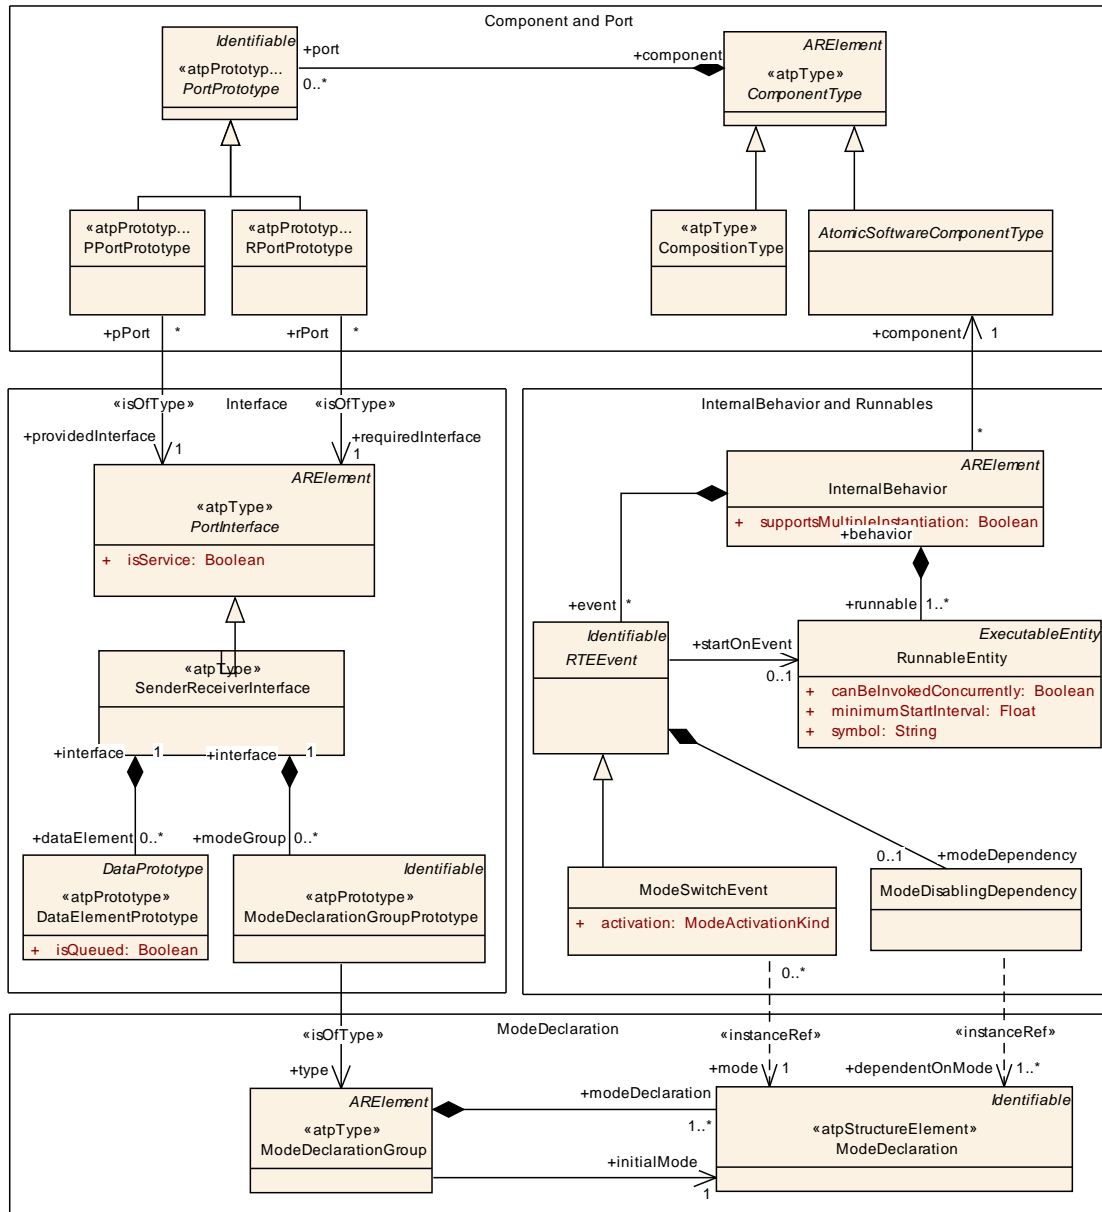 Component and Port
Identifiable
«atpPrototyp...
PortPrototype
+port
0..*
+component
ARElement
«atpType»
ComponentType
«atpPrototyp...
PPortPrototype
«atpPrototyp...
RPortPrototype
«atpType»
CompositionType
AtomicSoftwareComponentType
+pPort *
+rPort *
+component 1
«isOfType»
Interface
«isOfType»
+providedInterface
1
+requiredInterface
1
ARElement
«atpType»
PortInterface
+ isService: Boolean
«atpType»
SenderReceiverInterface
+interface 1
+interface 1
+dataElement 0..*
+modeGroup 0..*
DataPrototype
«atpPrototype»
DataElementPrototype
+ isQueued: Boolean
Identifiable
«atpPrototype»
ModeDeclarationGroupPrototype
InternalBehavior and Runnables
*
ARElement
InternalBehavior
+ supportsMultipleInstantiation: Boolean
+behavior
+event *
+runnable 1..*
Identifiable
RTEEvent
+startOnEvent
0..1
ExecutableEntity
RunnableEntity
+ canBeInvokedConcurrently: Boolean
+ minimumStartInterval: Float
+ symbol: String
0..1
+modeDependency
ModeSwitchEvent
+ activation: ModeActivationKind
ModeDisablingDependency
0..*
ModeDeclaration
«isOfType»
«instanceRef»
«instanceRef»
+type
+mode 1
+dependentOnMode 1..*
ARElement
«atpType»
ModeDeclarationGroup
+modeDeclaration
1..*
+initialMode
1
Identifiable
«atpStructureElement»
ModeDeclaration